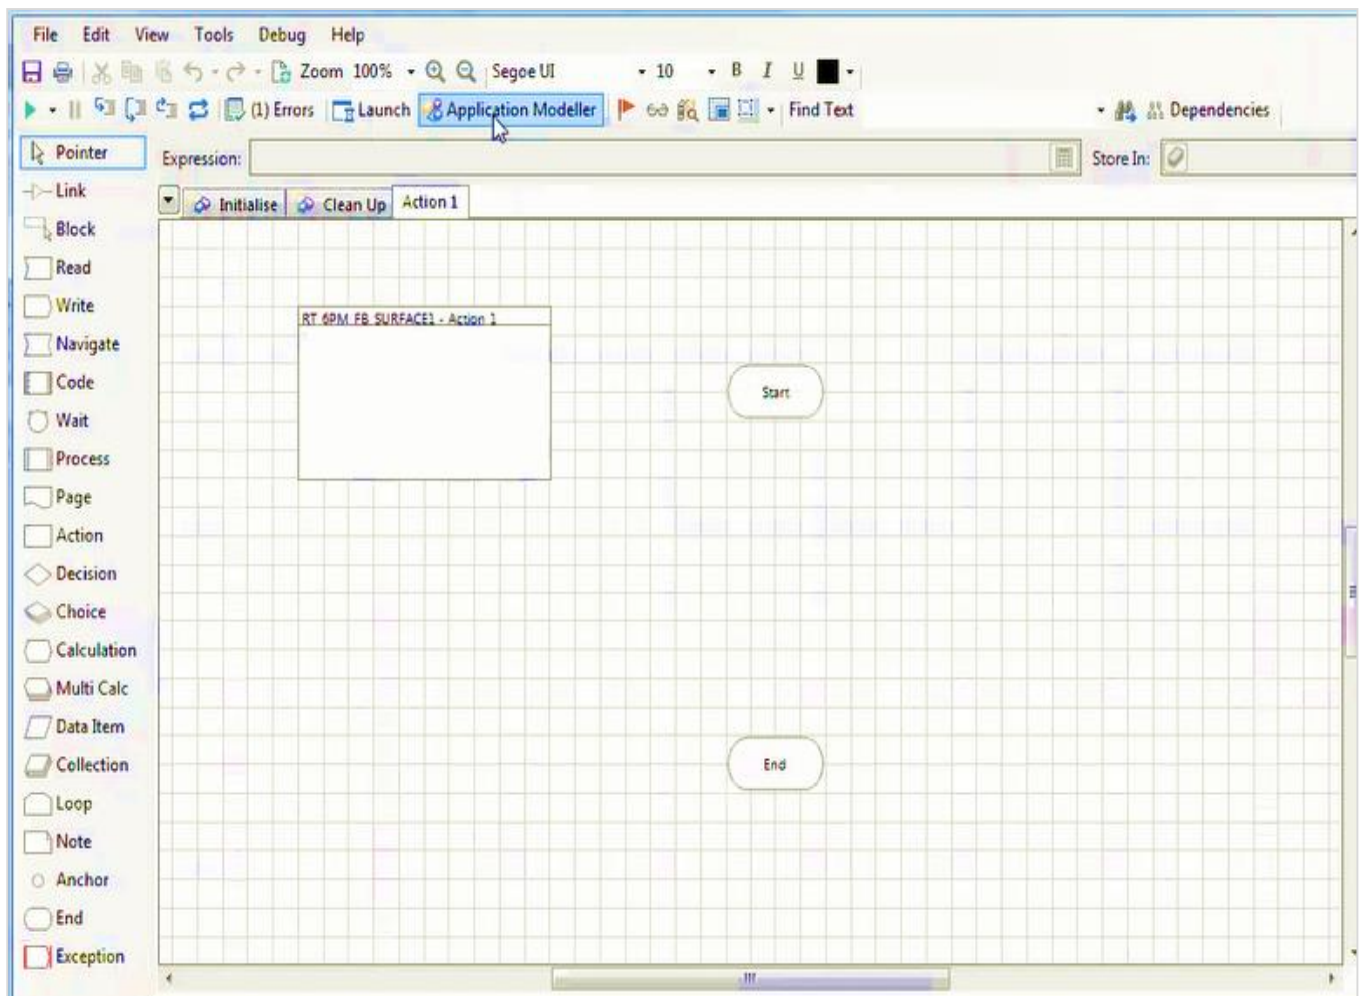 File Edit View Tools Debug Help
Zoom 100% Segoe UI 10 B I U
(1) Errors Launch Application Modeller Find Text Dependencies
Pointer
Expression: Store In:
Link
Initialise Clean Up Action 1
Block
Read
Write
RT 6PM FB SURFACE1 - Action 1
Navigate
Code
Start
Wait
Process
Page
Action
Decision
Choice
Calculation
Multi Calc
Data Item
Collection
End
Loop
Note
Anchor
End
Exception